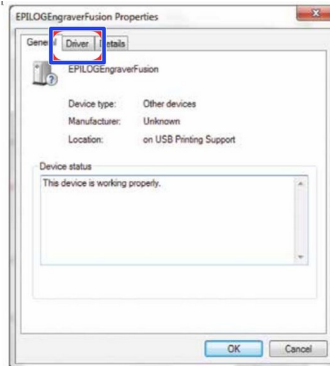 EPILOGEngraverFusion Properties
General Driver Details
EPILOGEngraverFusion
Device type: Other devices
Manufacturer: Unknown
Location: on USB Printing Support
Device status
This device is working properly.
OK Cancel